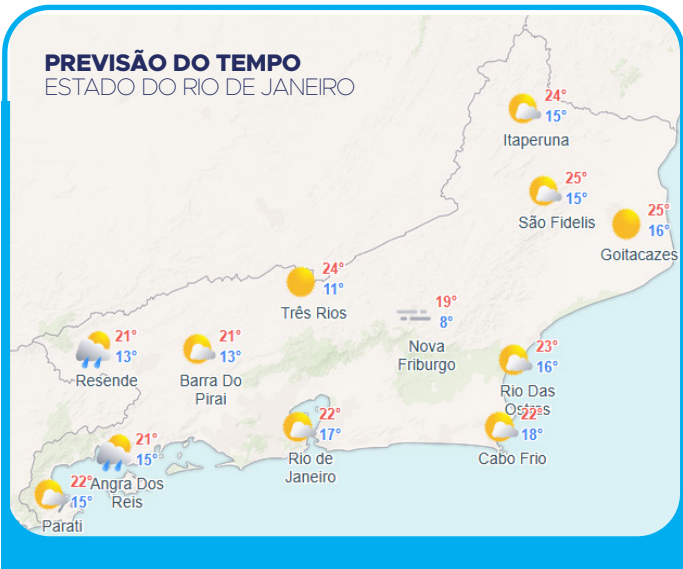 PREVISÃO DO TEMPO
ESTADO DO RIO DE JANEIRO
24°
15°
Itaperuna
25°
15°
São Fidelis
25°
16°
Goitacazes
24°
11°
Três Rios
19°
8°
Nova
Friburgo
21°
13°
Resende
21°
13°
Barra Do
Pirai
23°
16°
Rio Das
Ostras
22°
17°
Rio de
Janeiro
22°
18°
Cabo Frio
21°
15°
Angra Dos
Reis
22°
15°
Parati